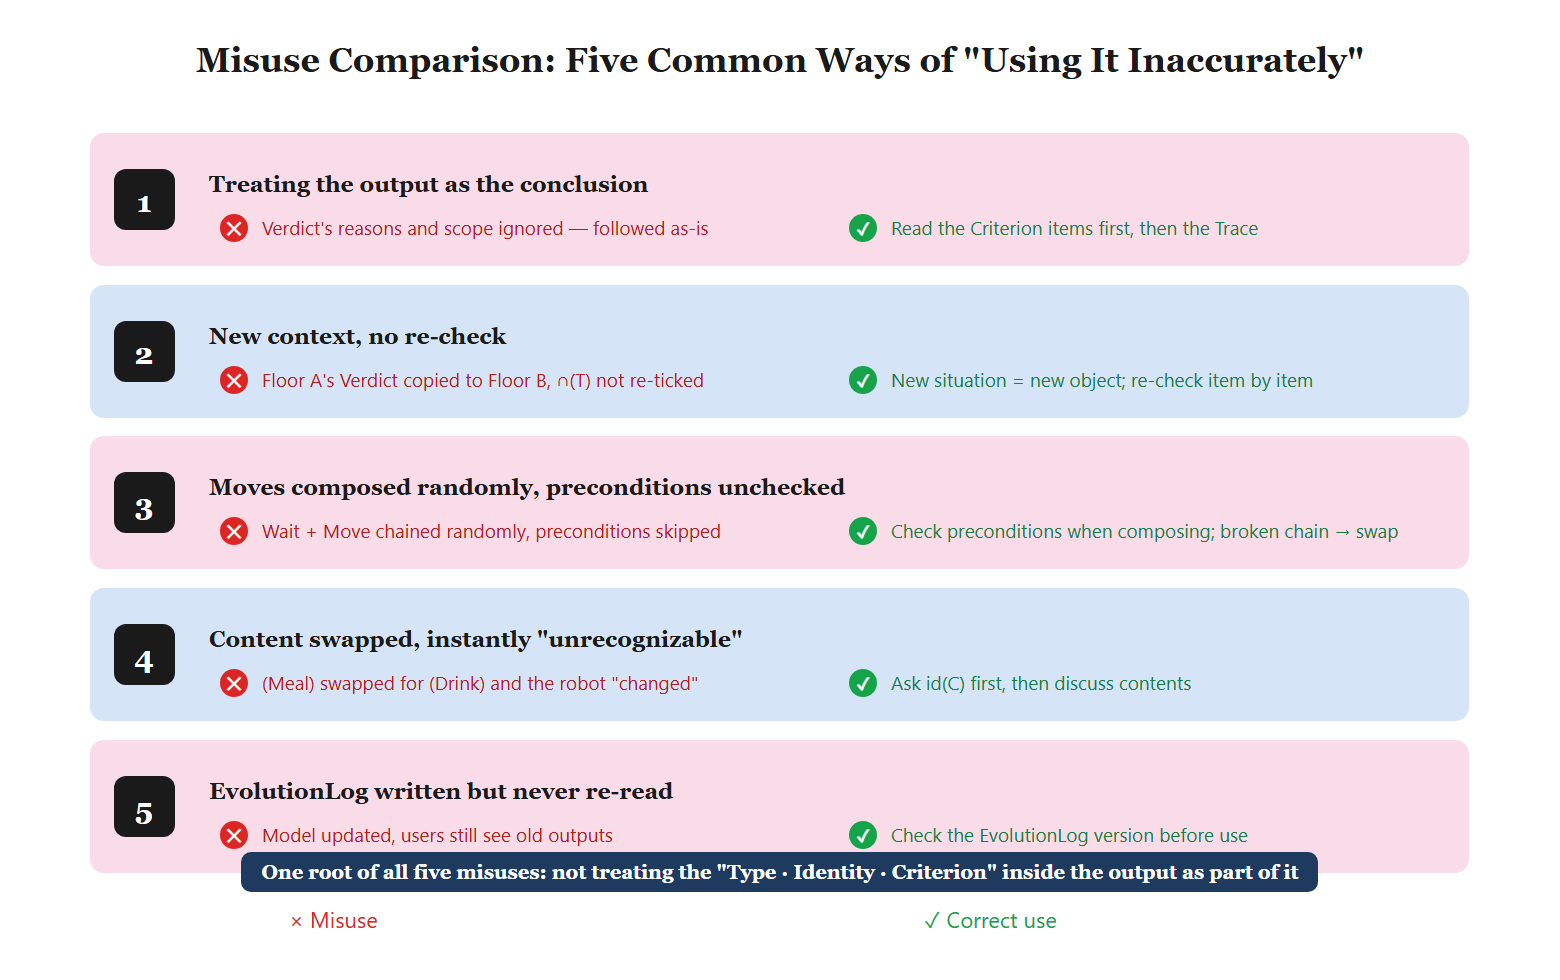 Misuse Comparison: Five Common Ways of "Using It Inaccurately"
1
Treating the output as the conclusion
Verdict's reasons and scope ignored — followed as-is
Read the Criterion items first, then the Trace
2
New context, no re-check
Floor A's Verdict copied to Floor B, ∩(T) not re-ticked
New situation = new object; re-check item by item
3
Moves composed randomly, preconditions unchecked
Wait + Move chained randomly, preconditions skipped
Check preconditions when composing; broken chain → swap
4
Content swapped, instantly "unrecognizable"
(Meal) swapped for (Drink) and the robot "changed"
Ask id(C) first, then discuss contents
5
EvolutionLog written but never re-read
Model updated, users still see old outputs
Check the EvolutionLog version before use
One root of all five misuses: not treating the "Type · Identity · Criterion" inside the output as part of it
× Misuse
✓ Correct use